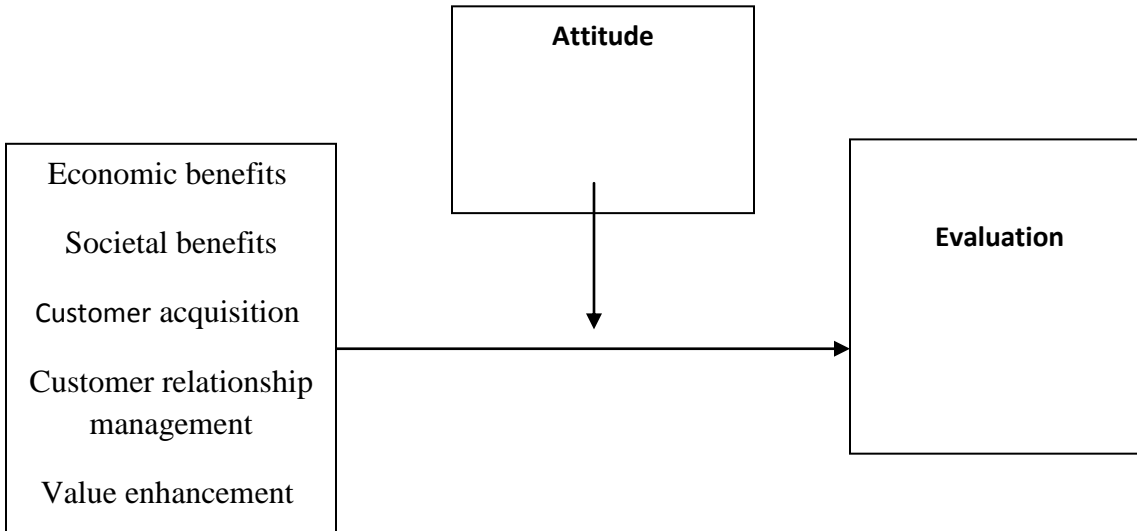 Attitude
Economic benefits
Societal benefits
Customer acquisition
Customer relationship
management
Value enhancement
Evaluation